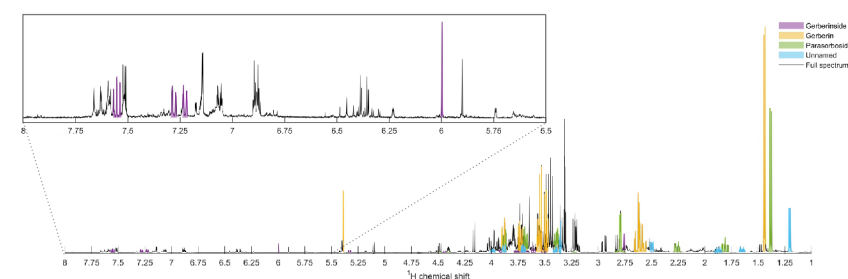 Gerberinside
Gerberin
Parasorbosid
Unnamed
Full spectrum
8 7.75 7.5 7.25 7 6.75 6.5 6.25 6 5.75 5.5
8 7.75 7.5 7.25 7 6.75 6.5 6.25 6 5.75 5.5 5.25 5 4.75 4.5 4.25 4 3.75 3.5 3.25 3 2.75 2.5 2.25 2 1.75 1.5 1.25 1
¹H chemical shift